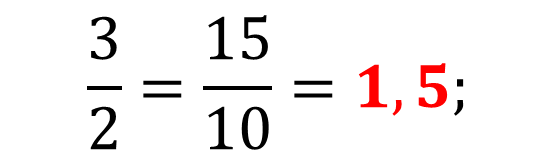 3/2 = 15/10 = 1,5;